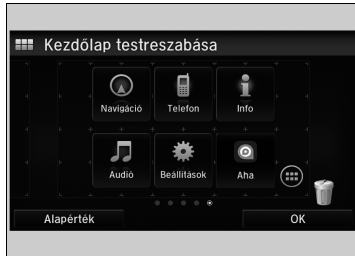 Kezdőlap testreszabása
Navigáció Telefon Info
Audió Beállítások Aha
Alapérték OK